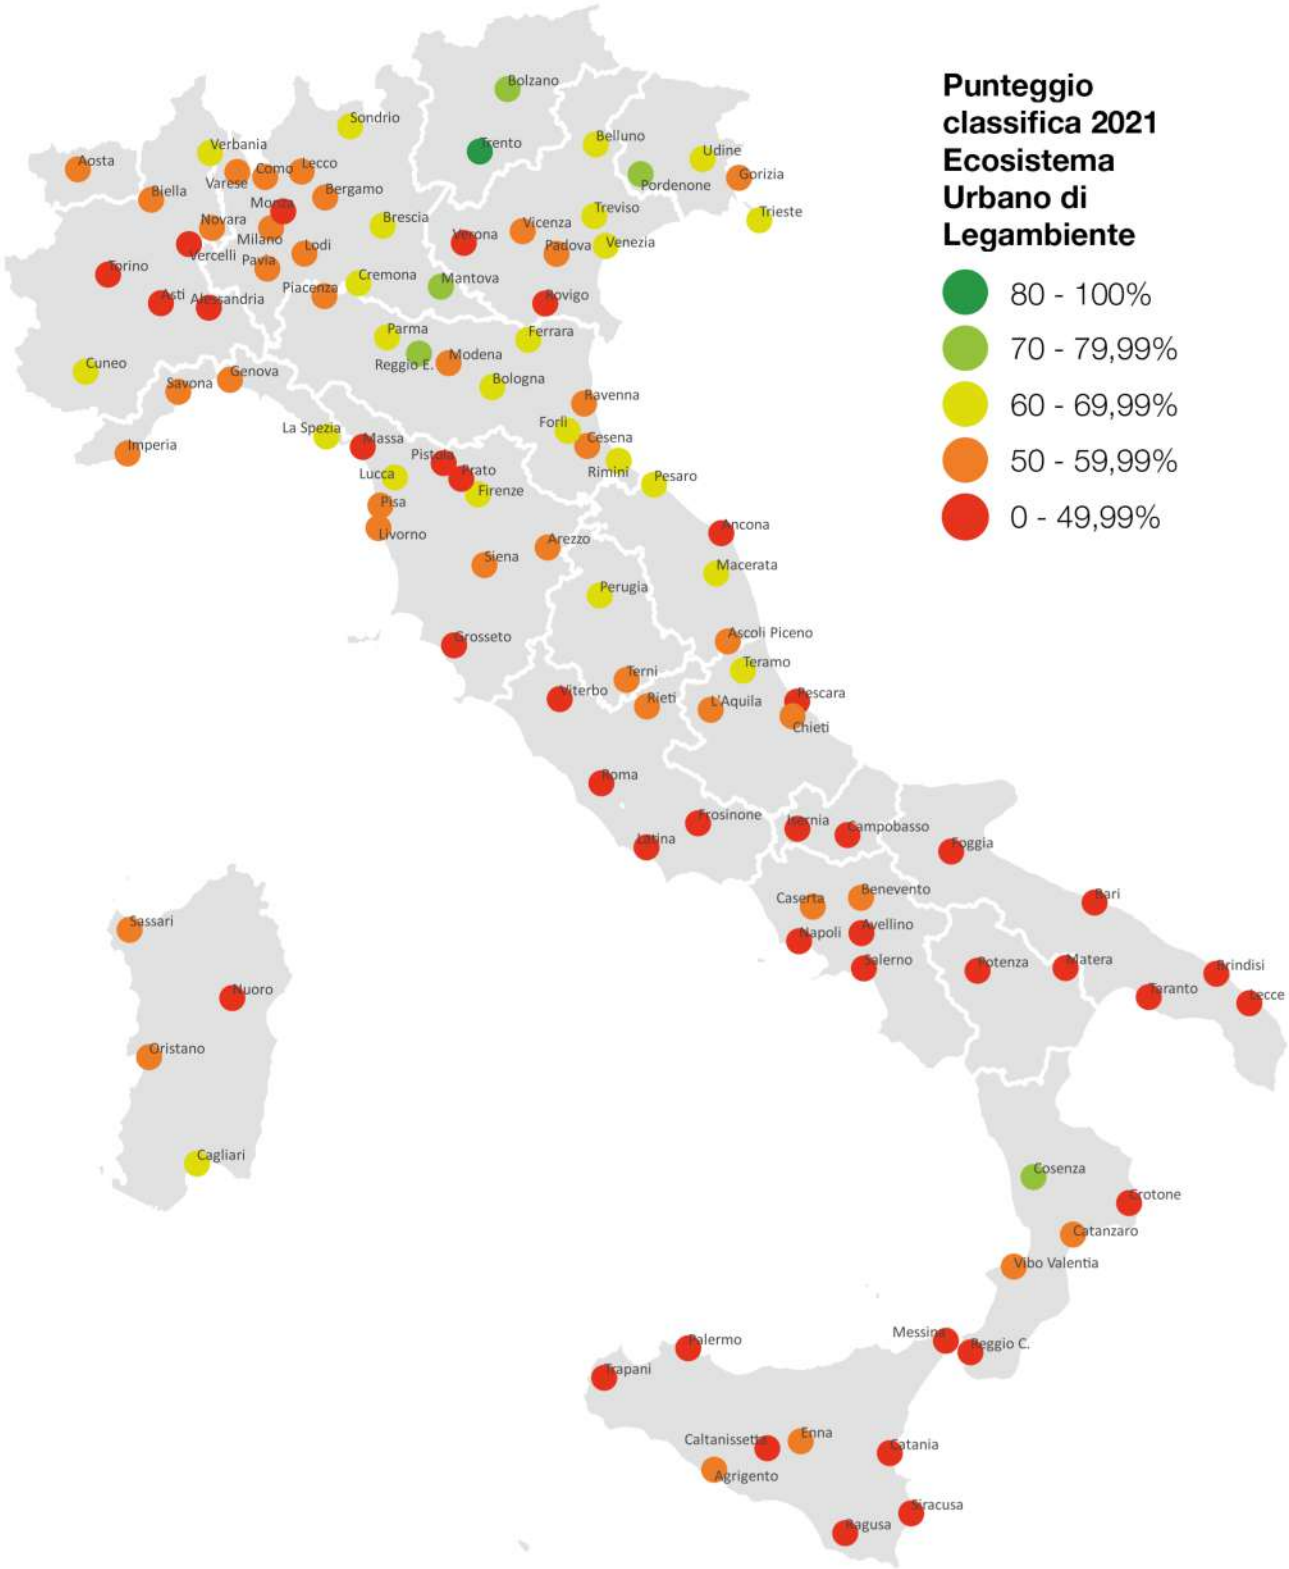 Punteggio
classifica 2021
Ecosistema
Urbano di
Legambiente
80 - 100%
70 - 79,99%
60 - 69,99%
50 - 59,99%
0 - 49,99%
Bolzano
Sondrio
Trento
Belluno
Verbania
Udine
Aosta
Como
Lecco
Gorizia
Varese
Pordenone
Biella
Bergamo
Monza
Treviso
Trieste
Novara
Brescia
Vicenza
Milano
Verona
Padova
Venezia
Lodi
Vercelli
Pavia
Torino
Cremona
Mantova
Piacenza
Asti
Alessandria
Rovigo
Parma
Ferrara
Cuneo
Reggio E.
Modena
Genova
Bologna
Savona
Ravenna
La Spezia
Forlì
Massa
Cesena
Imperia
Pistoia
Prato
Rimini
Lucca
Firenze
Pesaro
Pisa
Ancona
Livorno
Arezzo
Siena
Macerata
Perugia
Grosseto
Ascoli Piceno
Teramo
Terni
Viterbo
Rieti
L'Aquila
Pescara
Chieti
Roma
Frosinone
Isernia
Campobasso
Latina
Foggia
Benevento
Caserta
Bari
Sassari
Avellino
Napoli
Salerno
Potenza
Matera
Brindisi
Nuoro
Taranto
Lecce
Oristano
Cagliari
Cosenza
Crotone
Catanzaro
Vibo Valentia
Messina
Palermo
Reggio C.
Trapani
Enna
Caltanissetta
Catania
Agrigento
Siracusa
Ragusa